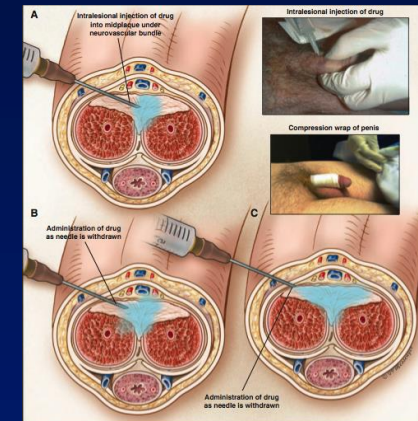 A
Intralesional injection of drug
into midplaque under
neurovascular bundle
Intralesional injection of drug
Compression wrap of penis
B
Administration of drug
as needle is withdrawn
C
Administration of drug
as needle is withdrawn